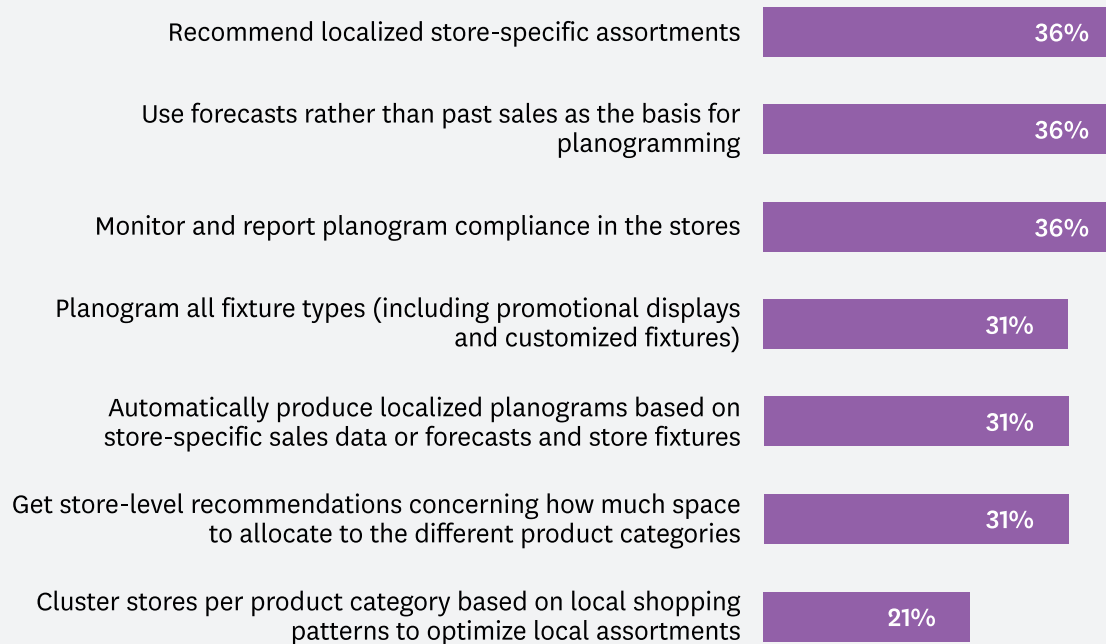 Recommend localized store-specific assortments
36%
Use forecasts rather than past sales as the basis for
planogramming
36%
Monitor and report planogram compliance in the stores
36%
Planogram all fixture types (including promotional displays
and customized fixtures)
31%
Automatically produce localized planograms based on
store-specific sales data or forecasts and store fixtures
31%
Get store-level recommendations concerning how much space
to allocate to the different product categories
31%
Cluster stores per product category based on local shopping
patterns to optimize local assortments
21%